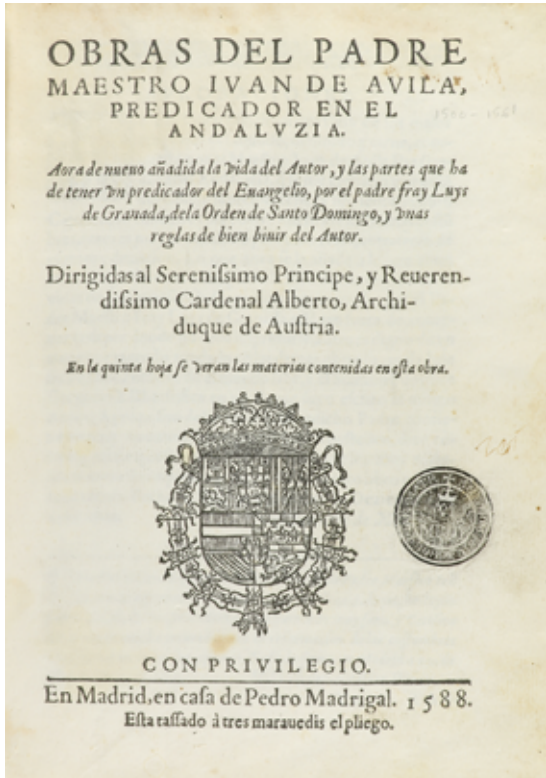 OBRAS DEL PADRE
MAESTRO IVAN DE AVILA,
PREDICADOR EN EL
ANDALVZIA.
Aora de nueuo añadida la vida del Autor, y las partes que ha
de tener vn predicador del Euangelio, por el padre fray Luys
de Granada, dela Orden de Santo Domingo, y vnas
reglas de bien biuir del Autor.
Dirigidas al Sereniſsimo Principe, y Reueren-
diſsimo Cardenal Alberto, Archi-
duque de Auſtria.
En la quinta hoja ſe veran las materias contenidas en eſta obra.
CON PRIVILEGIO.
En Madrid, en caſa de Pedro Madrigal. 1588.
Eſta taſſado à tres marauedis el pliego.